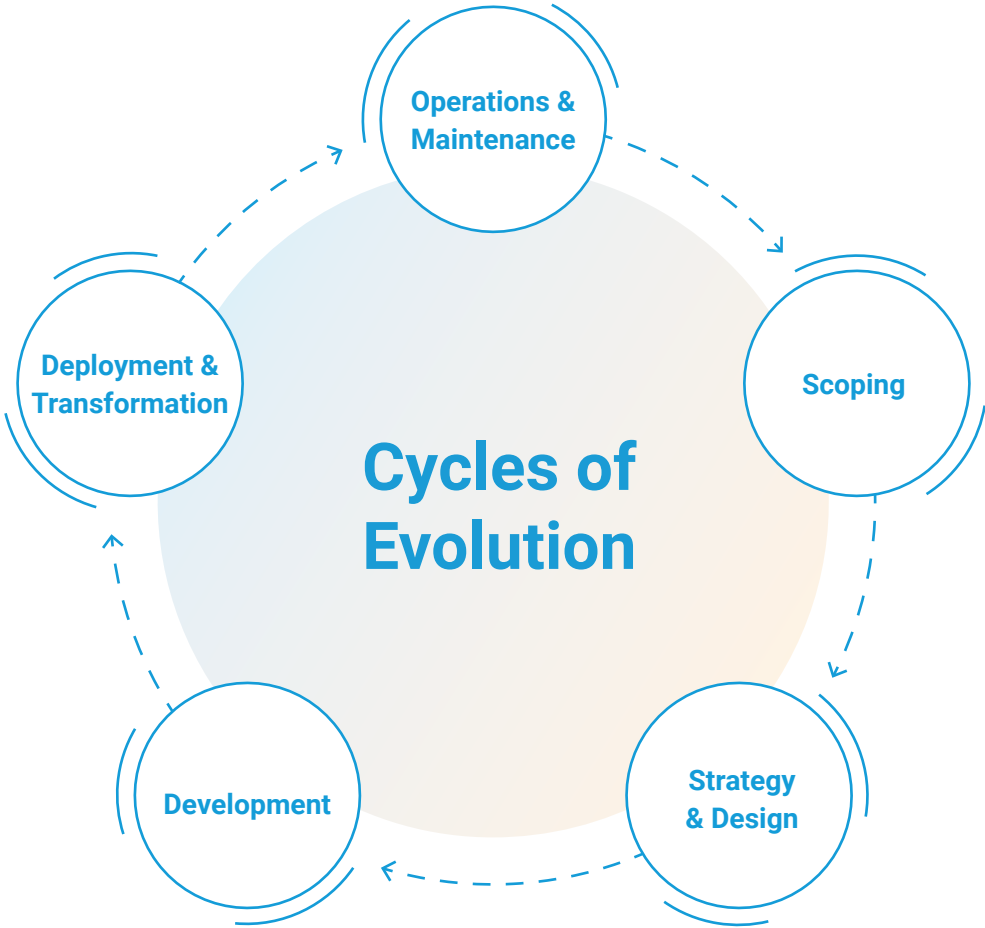 Operations &
Maintenance
Scoping
Strategy
& Design
Development
Deployment &
Transformation
Cycles of
Evolution